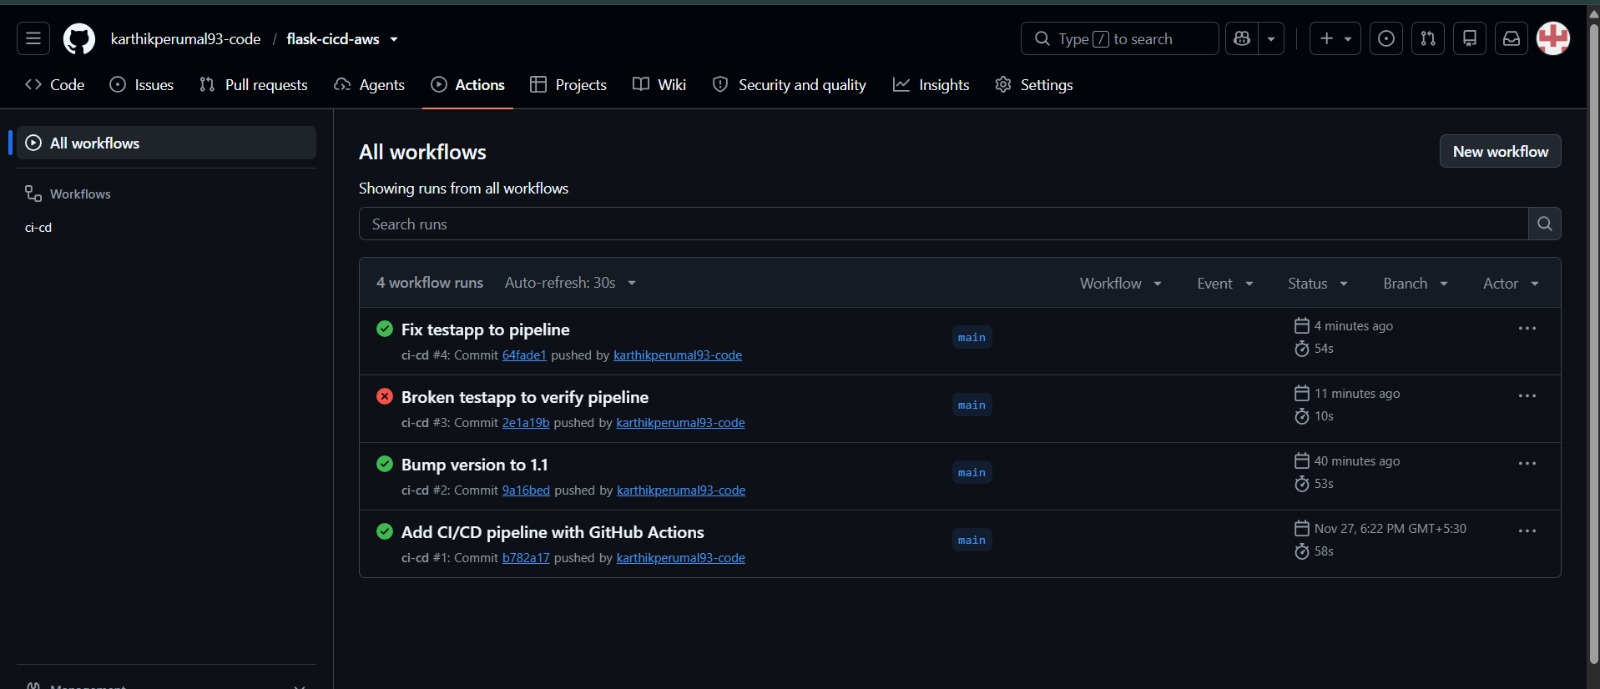 karthikperumal93-code / flask-cicd-aws
Type / to search
Code Issues Pull requests Agents Actions Projects Wiki Security and quality Insights Settings
All workflows
Workflows
ci-cd
Management
All workflows
New workflow
Showing runs from all workflows
Search runs
4 workflow runs Auto-refresh: 30s Workflow Event Status Branch Actor
Fix testapp to pipeline
ci-cd #4: Commit 64fade1 pushed by karthikperumal93-code
main
4 minutes ago
54s
Broken testapp to verify pipeline
ci-cd #3: Commit 2e1a19b pushed by karthikperumal93-code
main
11 minutes ago
10s
Bump version to 1.1
ci-cd #2: Commit 9a16bed pushed by karthikperumal93-code
main
40 minutes ago
53s
Add CI/CD pipeline with GitHub Actions
ci-cd #1: Commit b782a17 pushed by karthikperumal93-code
main
Nov 27, 6:22 PM GMT+5:30
58s